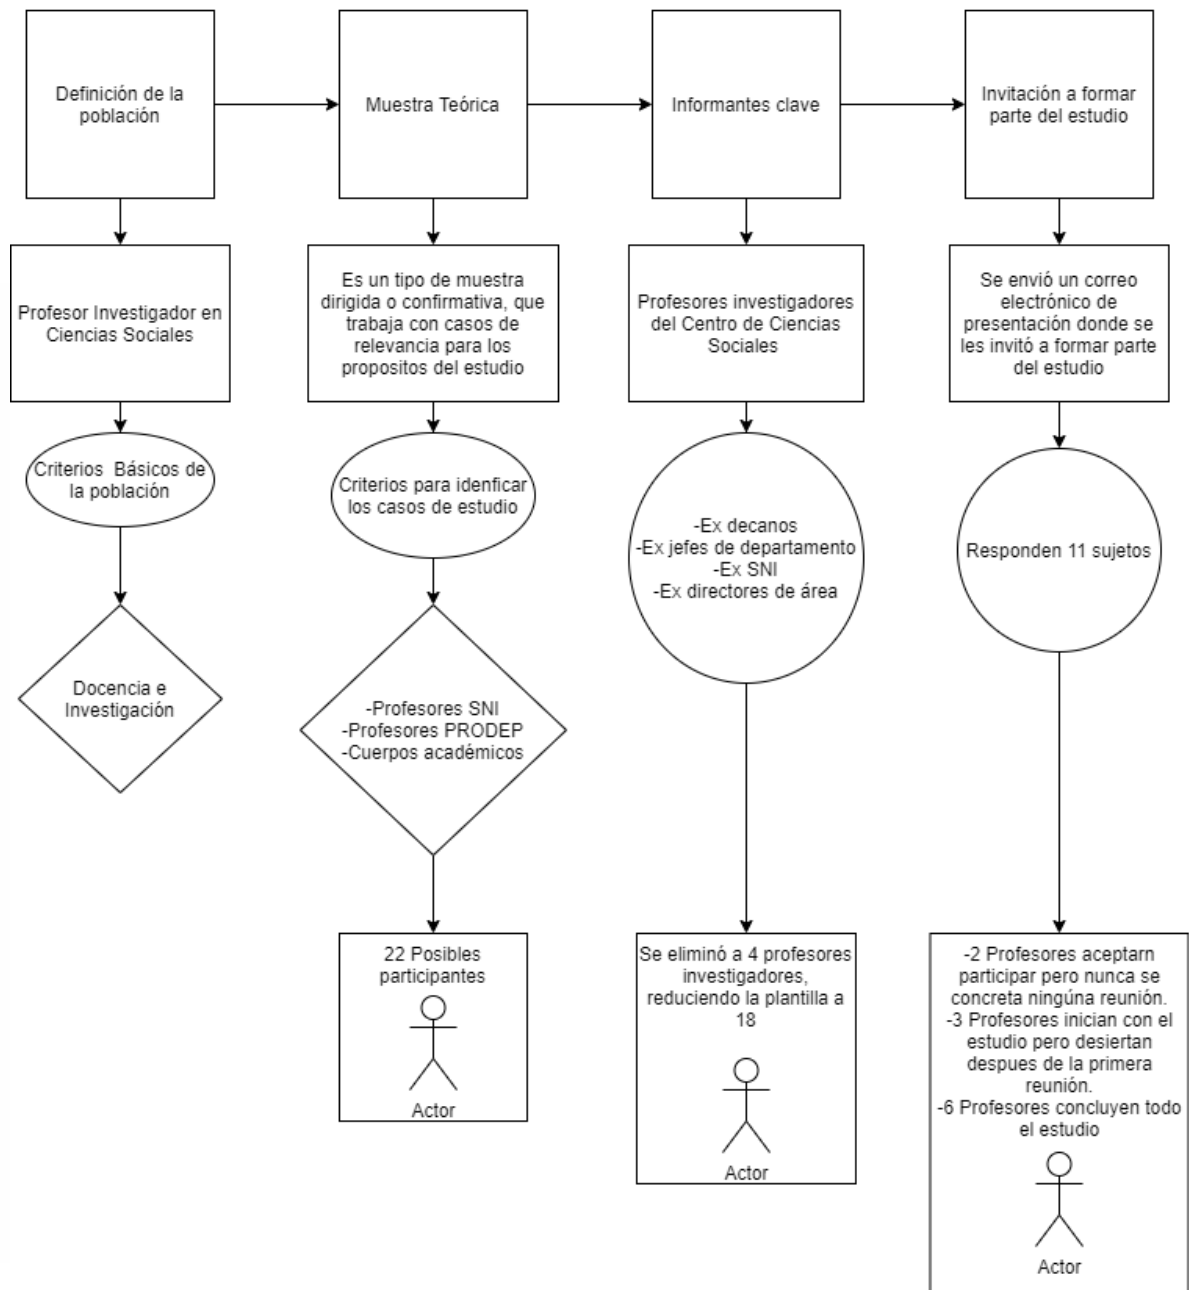 Definición de la
población
Muestra Teórica
Informantes clave
Invitación a formar
parte del estudio
Profesor Investigador en
Ciencias Sociales
Es un tipo de muestra
dirigida o confirmativa, que
trabaja con casos de
relevancia para los
propositos del estudio
Profesores investigadores
del Centro de Ciencias
Sociales
Se envió un correo
electrónico de
presentación donde se
les invitó a formar parte
del estudio
Criterios Básicos de
la población
Criterios para idenficar
los casos de estudio
-Ex decanos
-Ex jefes de departamento
-Ex SNI
-Ex directores de área
Responden 11 sujetos
Docencia e
Investigación
-Profesores SNI
-Profesores PRODEP
-Cuerpos académicos
22 Posibles
participantes
Actor
Se eliminó a 4 profesores
investigadores,
reduciendo la plantilla a
18
Actor
-2 Profesores aceptarn
participar pero nunca se
concreta ningúna reunión.
-3 Profesores inician con el
estudio pero desiertan
despues de la primera
reunión.
-6 Profesores concluyen todo
el estudio
Actor